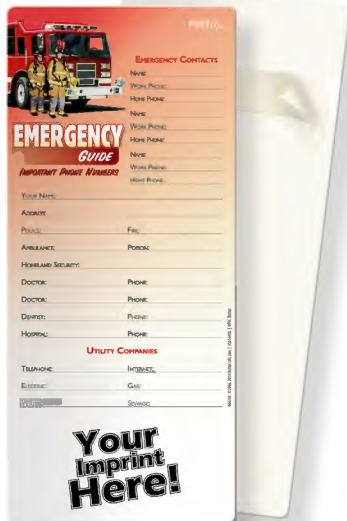 EMERGENCY CONTACTS
NAME:
WORK PHONE:
HOME PHONE:
NAME:
WORK PHONE:
HOME PHONE:
NAME:
WORK PHONE:
HOME PHONE:
EMERGENCY
GUIDE
IMPORTANT PHONE NUMBERS
YOUR NAME:
ADDRESS:
POLICE: FIRE:
AMBULANCE: POISON:
HOMELAND SECURITY:
DOCTOR: PHONE:
DOCTOR: PHONE:
DENTIST: PHONE:
HOSPITAL: PHONE:
UTILITY COMPANIES
TELEPHONE: INTERNET:
ELECTRIC: GAS:
SEWAGE:
Your
Imprint
Here!